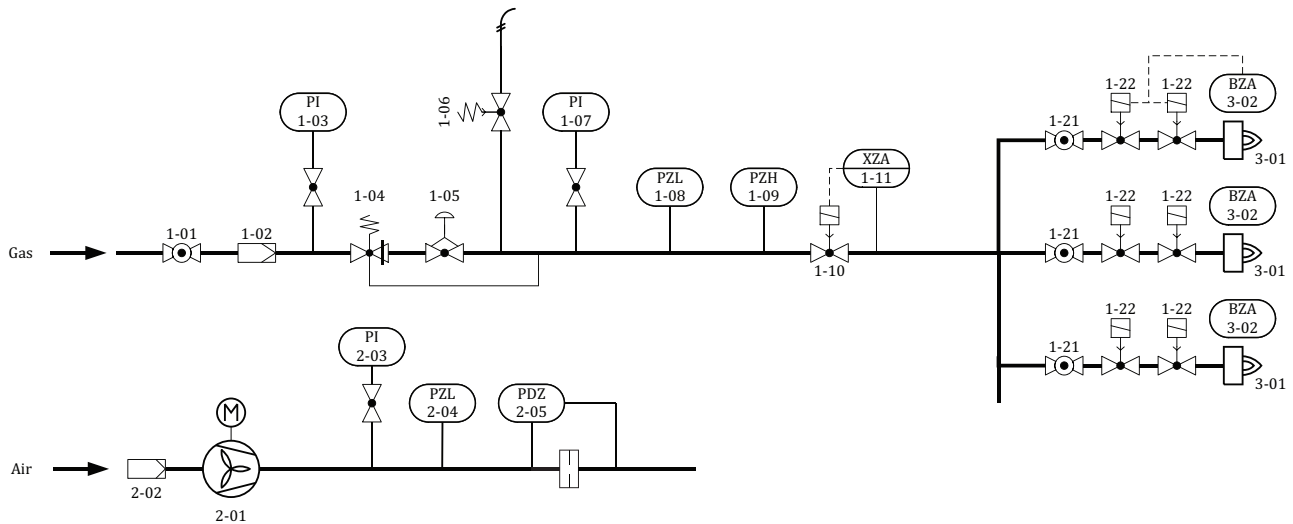 PI
1-03
1-04
1-05
1-06
PI
1-07
PZL
1-08
PZH
1-09
XZA
1-11
1-10
Gas
1-01
1-02
1-22
1-22
BZA
3-02
1-21
3-01
1-22
1-22
BZA
3-02
1-21
3-01
1-22
1-22
BZA
3-02
1-21
3-01
PI
2-03
PZL
2-04
PDZ
2-05
M
Air
2-02
2-01